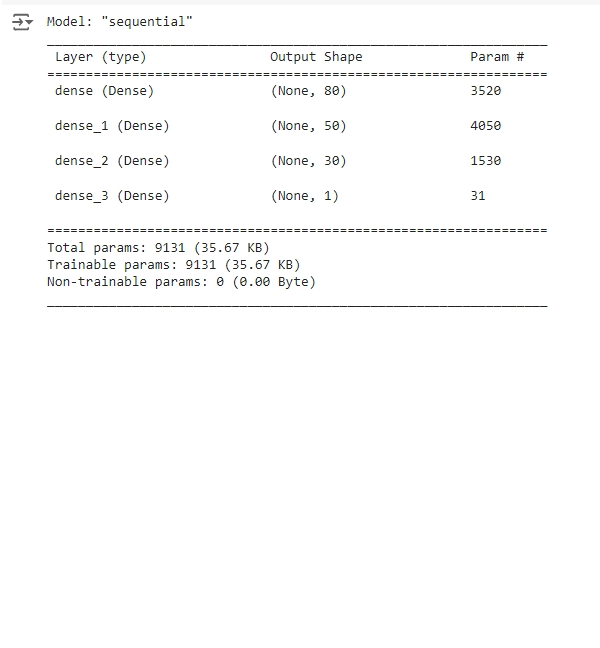 Model: "sequential"
_________________________________________________________________
Layer (type) Output Shape Param #
=================================================================
dense (Dense) (None, 80) 3520
dense_1 (Dense) (None, 50) 4050
dense_2 (Dense) (None, 30) 1530
dense_3 (Dense) (None, 1) 31
=================================================================
Total params: 9131 (35.67 KB)
Trainable params: 9131 (35.67 KB)
Non-trainable params: 0 (0.00 Byte)
_________________________________________________________________